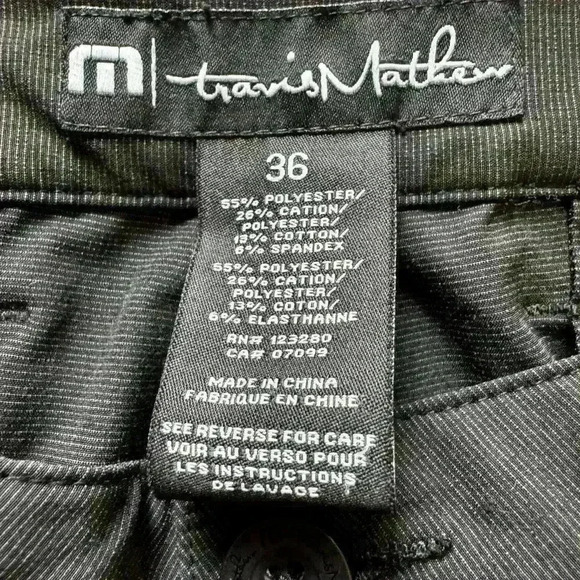 m | travisMathew
36
55% POLYESTER/
26% CATION/
POLYESTER/
13% COTTON/
6% SPANDEX
55% POLYESTER/
26% CATION/
POLYESTER/
13% COTON/
6% ELASTHANNE
RN# 123280
CA# 07099
MADE IN CHINA
FABRIQUE EN CHINE
SEE REVERSE FOR CARE
VOIR AU VERSO POUR
LES INSTRUCTIONS
DE LAVAGE